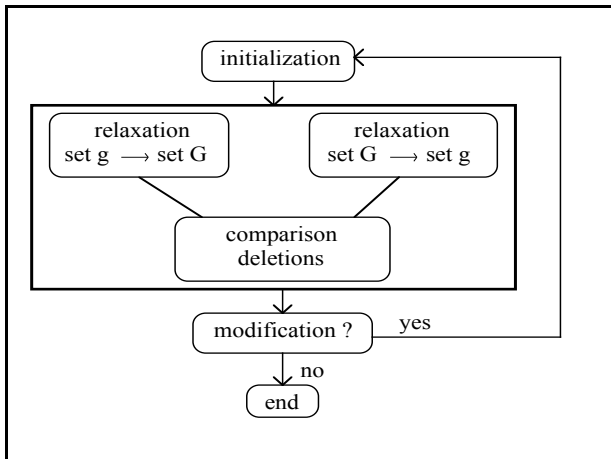 initialization
relaxation
set g → set G
relaxation
set G → set g
comparison
deletions
modification ?
yes
no
end